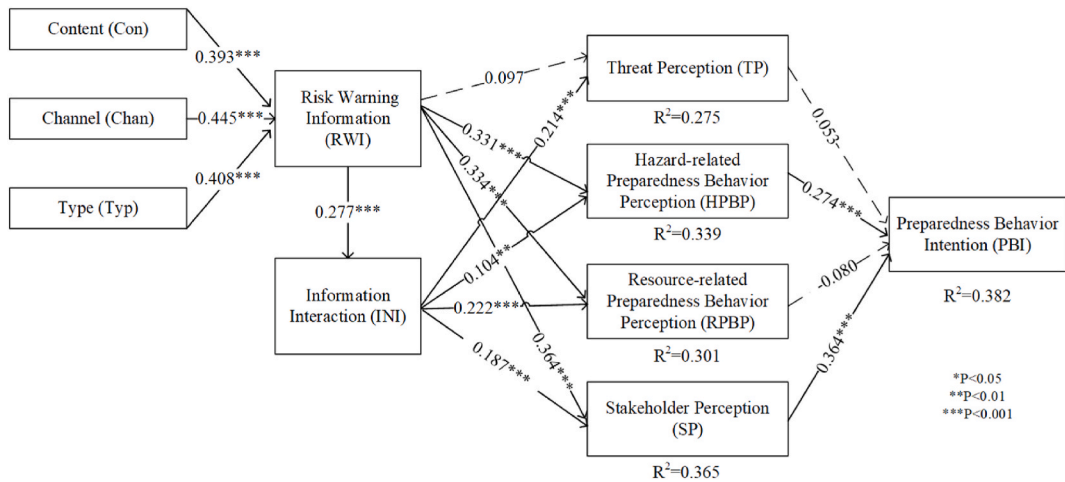 Content (Con)
0.393***
Channel (Chan)
0.445***
Type (Typ)
0.408***
Risk Warning
Information
(RWI)
0.277***
Information
Interaction (INI)
0.097
0.214***
0.331***
0.334***
0.104**
0.222***
0.364***
0.187***
Threat Perception (TP)
R²=0.275
Hazard-related
Preparedness Behavior
Perception (HPBP)
R²=0.339
Resource-related
Preparedness Behavior
Perception (RPBP)
R²=0.301
Stakeholder Perception
(SP)
R²=0.365
0.053
0.274***
-0.080
0.364***
Preparedness Behavior
Intention (PBI)
R²=0.382
*P<0.05
**P<0.01
***P<0.001